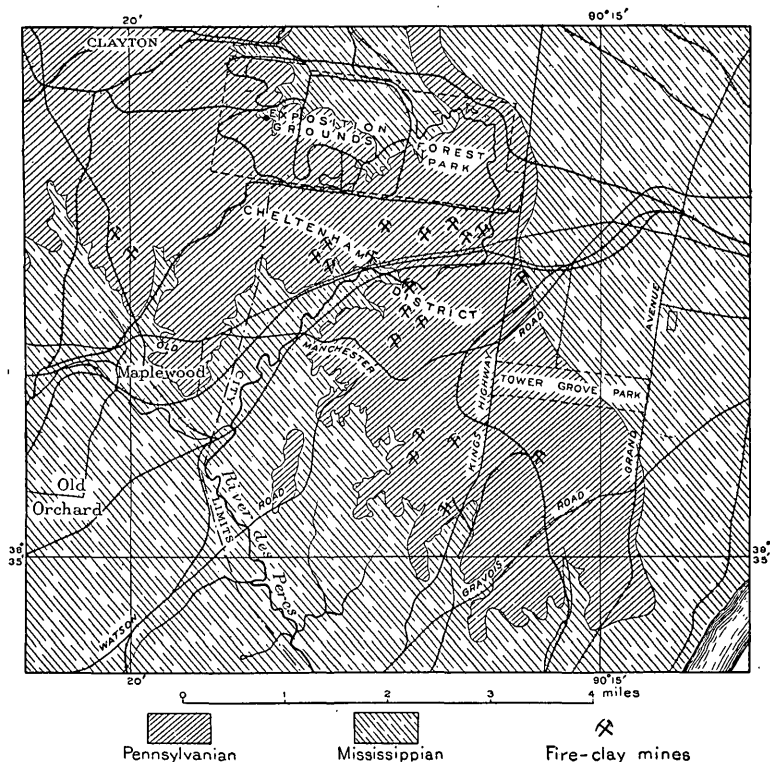 20′
90°15′
CLAYTON
EXPOSITION
GROUNDS
FOREST
PARK
CHELTENHAM
DISTRICT
AVENUE
ROAD
OLD
MANCHESTER
Maplewood
CITY
KINGS HIGHWAY
TOWER GROVE PARK
GRAND
Old
Orchard
River des Peres
ROAD
LIMITS
ROAD
38°
35′
38°
35′
GRAVOIS
WATSON
20′
90°15′
0 1 2 3 4
miles
Pennsylvanian
Mississippian
Fire-clay mines